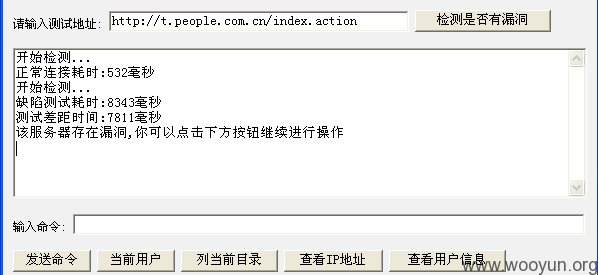 请输入测试地址: http://t.people.com.cn/index.action 检测是否有漏洞
开始检测...
正常连接耗时:532毫秒
开始检测...
缺陷测试耗时:8343毫秒
测试差距时间:7811毫秒
该服务器存在漏洞,你可以点击下方按钮继续进行操作
输入命令:
发送命令 当前用户 列当前目录 查看IP地址 查看用户信息
www.wooyun.org